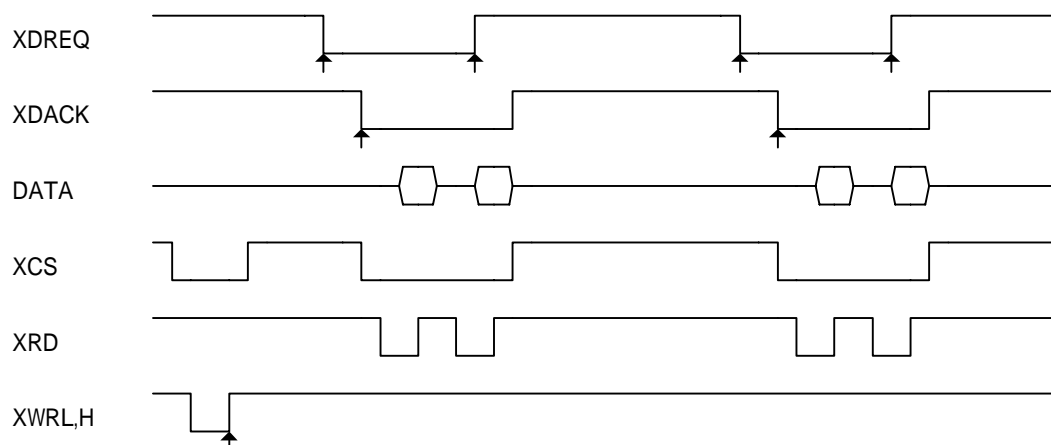 XDREQ
XDACK
DATA
XCS
XRD
XWRL,H